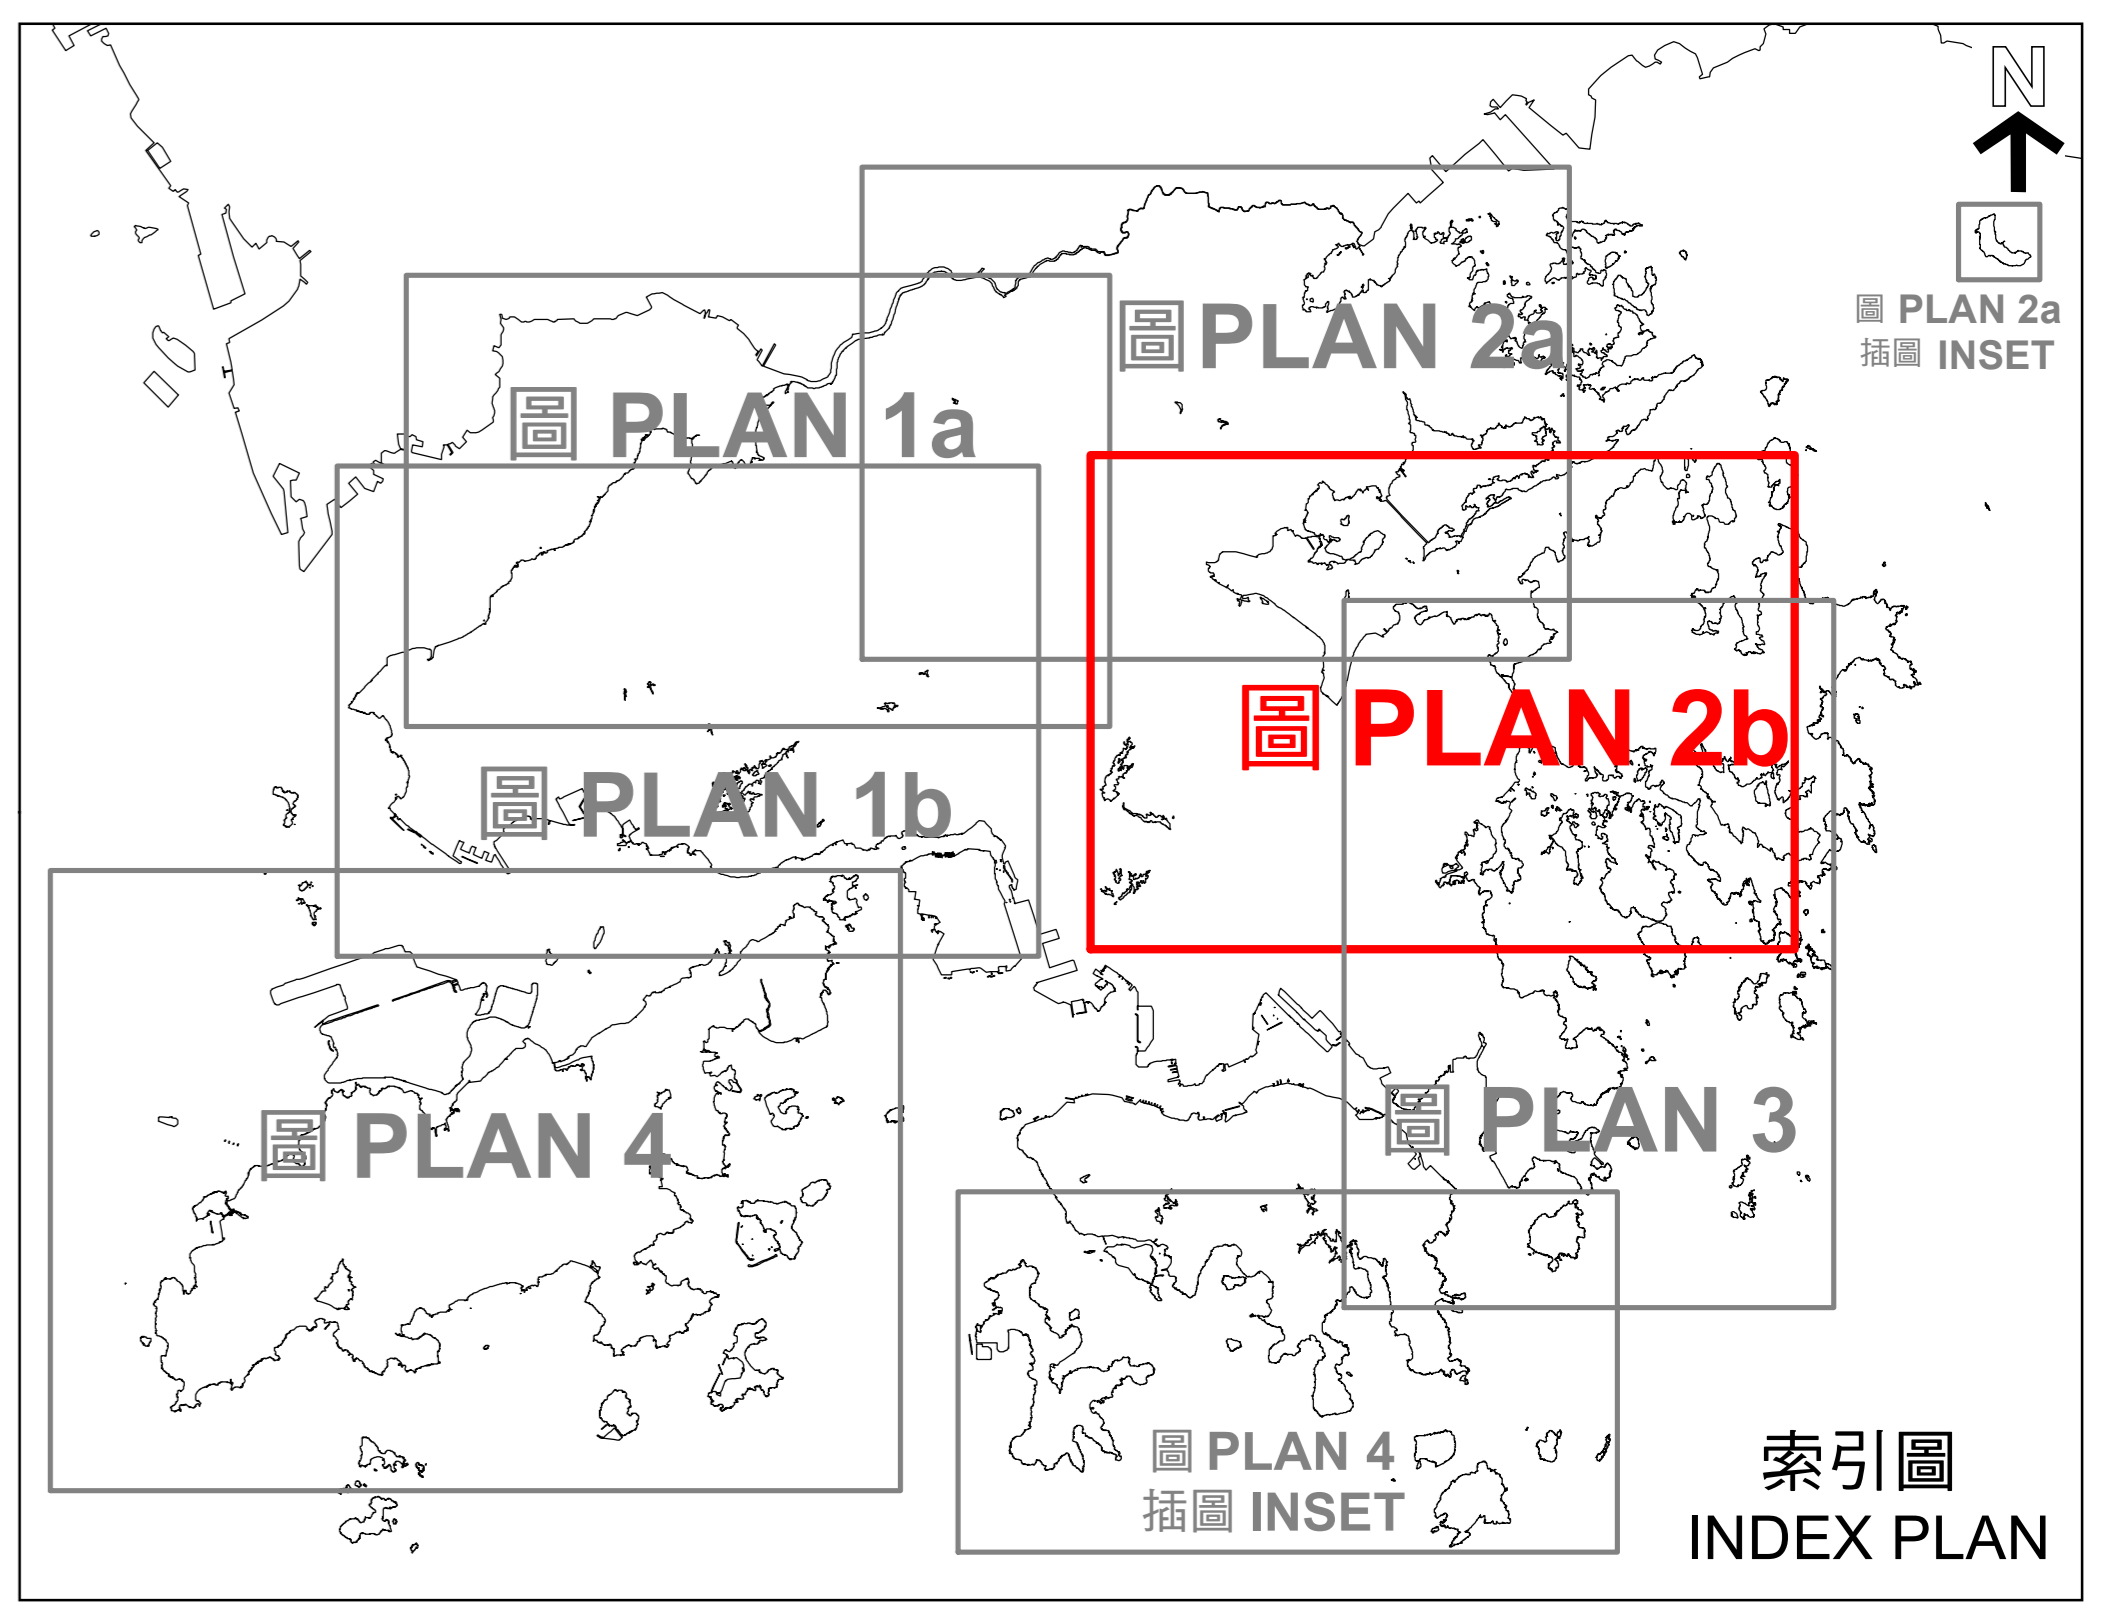 N
圖 PLAN 2a
插圖 INSET
圖 PLAN 2a
圖 PLAN 1a
圖 PLAN 2b
圖 PLAN 1b
圖 PLAN 4
圖 PLAN 3
圖 PLAN 4
插圖 INSET
索引圖
INDEX PLAN